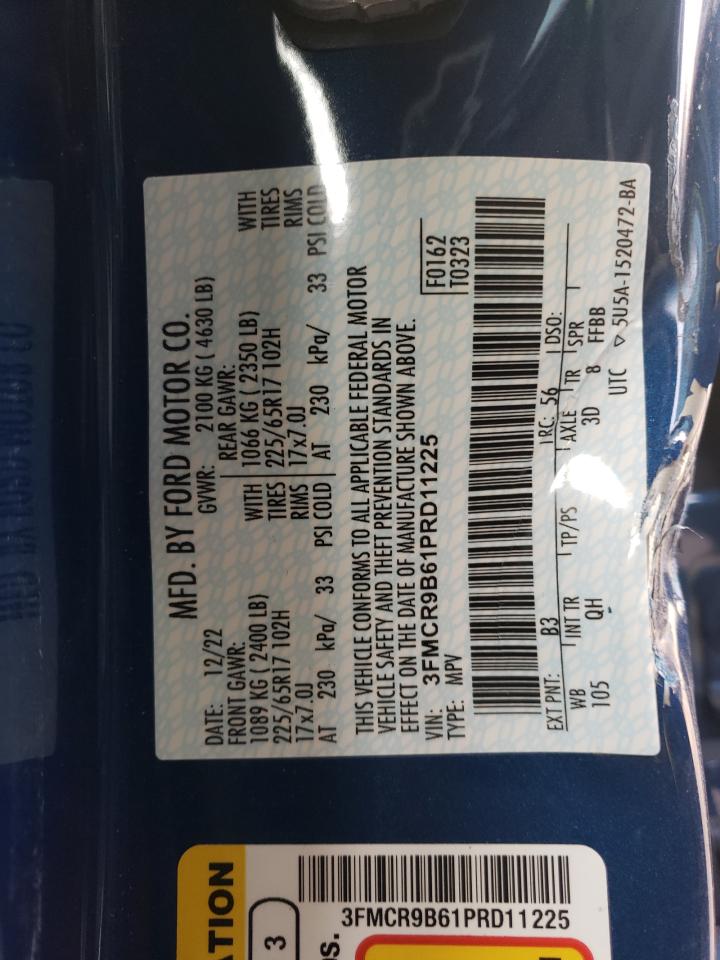 MFD. BY FORD MOTOR CO.
DATE: 12/22 GVWR: 2100 KG ( 4630 LB)
FRONT GAWR: REAR GAWR:
1089 KG ( 2400 LB) WITH 1066 KG ( 2350 LB) WITH
225/65R17 102H TIRES 225/65R17 102H TIRES
17x7.0J RIMS 17x7.0J RIMS
AT 230 kPa/ 33 PSI COLD AT 230 kPa/ 33 PSI COLD
THIS VEHICLE CONFORMS TO ALL APPLICABLE FEDERAL MOTOR
VEHICLE SAFETY AND THEFT PREVENTION STANDARDS IN
EFFECT ON THE DATE OF MANUFACTURE SHOWN ABOVE.
VIN: 3FMCR9B61PRD11225 F0162
TYPE: MPV T0323
EXT PNT: B3 RC: 56 DSO:
WB INT TR TP/PS AXLE TR SPR
105 QH 3D 8 FFBB
UTC ▽ 5U5A-1520472-BA
ATION
3
3FMCR9B61PRD11225
os.